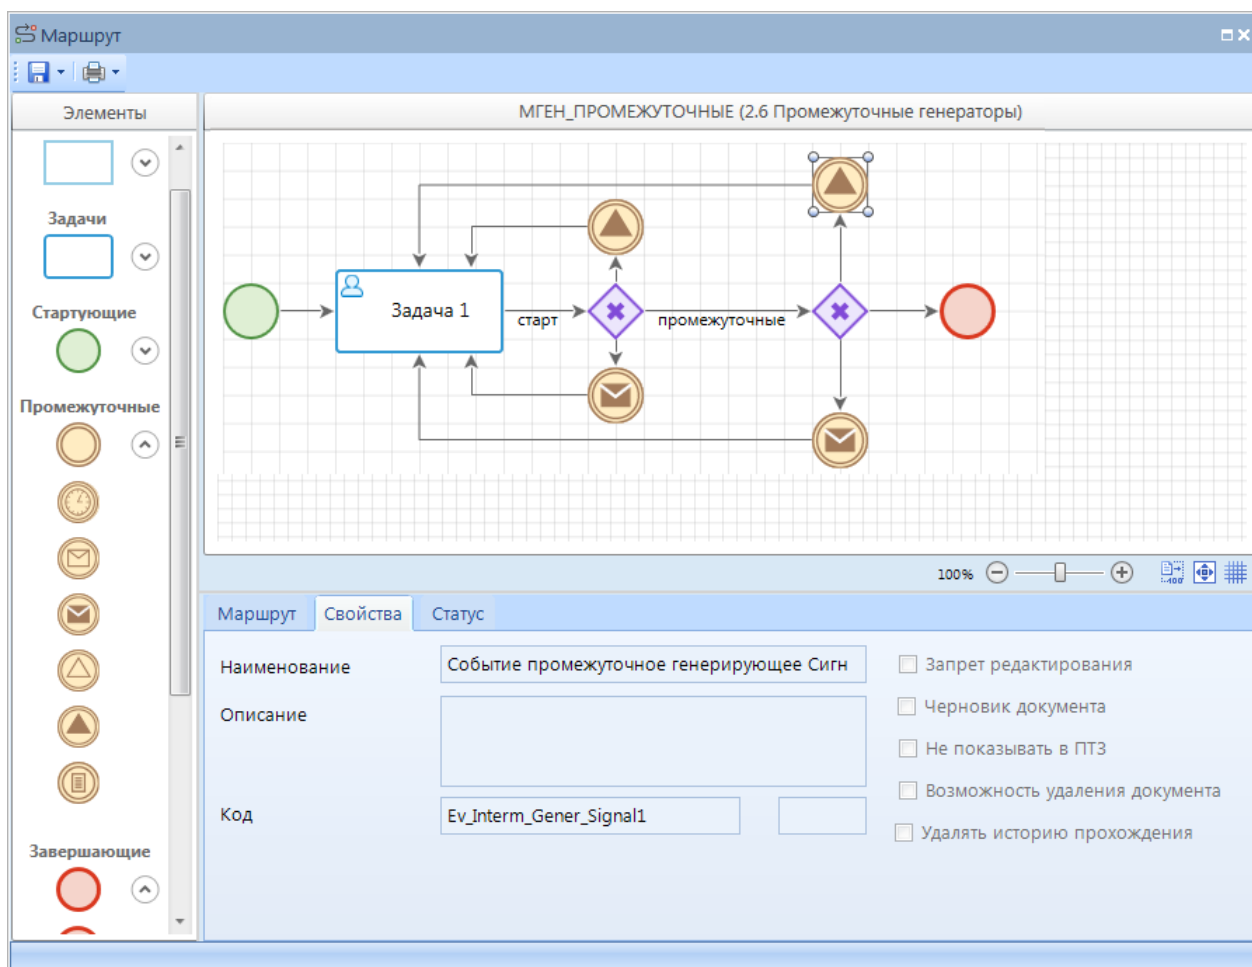 Маршрут
Элементы
МГЕН_ПРОМЕЖУТОЧНЫЕ (2.6 Промежуточные генераторы)
Задачи
Стартующие
Промежуточные
Завершающие
Задача 1
старт
промежуточные
100%
Маршрут
Свойства
Статус
Наименование
Событие промежуточное генерирующее Сигн
Описание
Код
Ev_Interm_Gener_Signal1
Запрет редактирования
Черновик документа
Не показывать в ПТЗ
Возможность удаления документа
Удалять историю прохождения